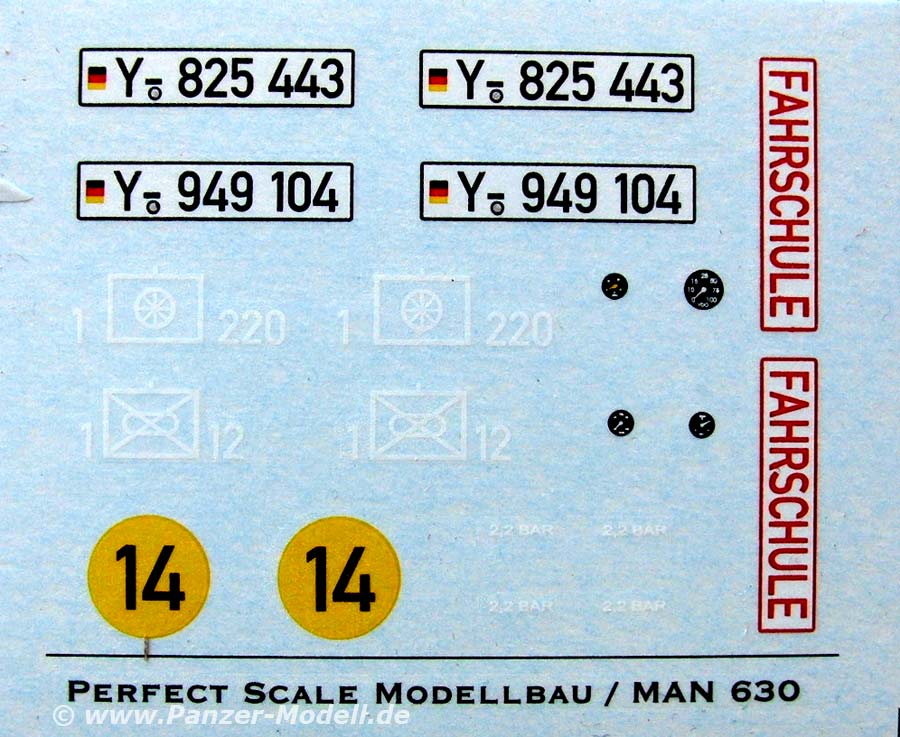 Y- 825 443
Y- 825 443
Y- 949 104
Y- 949 104
FAHRSCHULE
FAHRSCHULE
1 220
1 220
1 12
1 12
14
14
2,2 BAR
2,2 BAR
2,2 BAR
2,2 BAR
PERFECT SCALE MODELLBAU / MAN 630
© www.Panzer-Modell.de